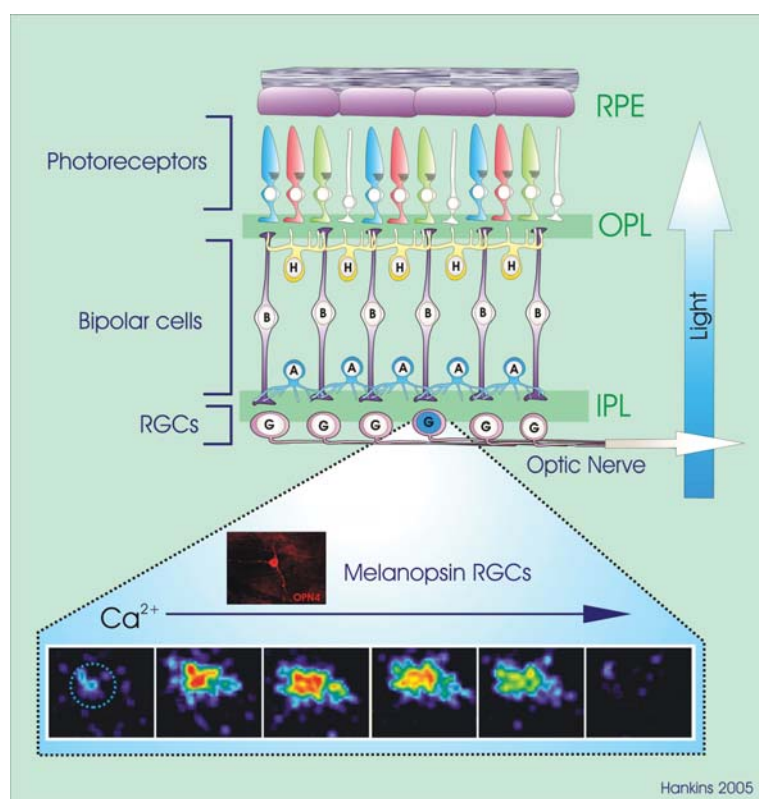 RPE
Photoreceptors
OPL
H H H H H
Light
Bipolar cells
B B B B B B
A A A A A
IPL
RGCs
G G G G G G
Optic Nerve
Melanopsin RGCs
OPN4
Ca²⁺
Hankins 2005